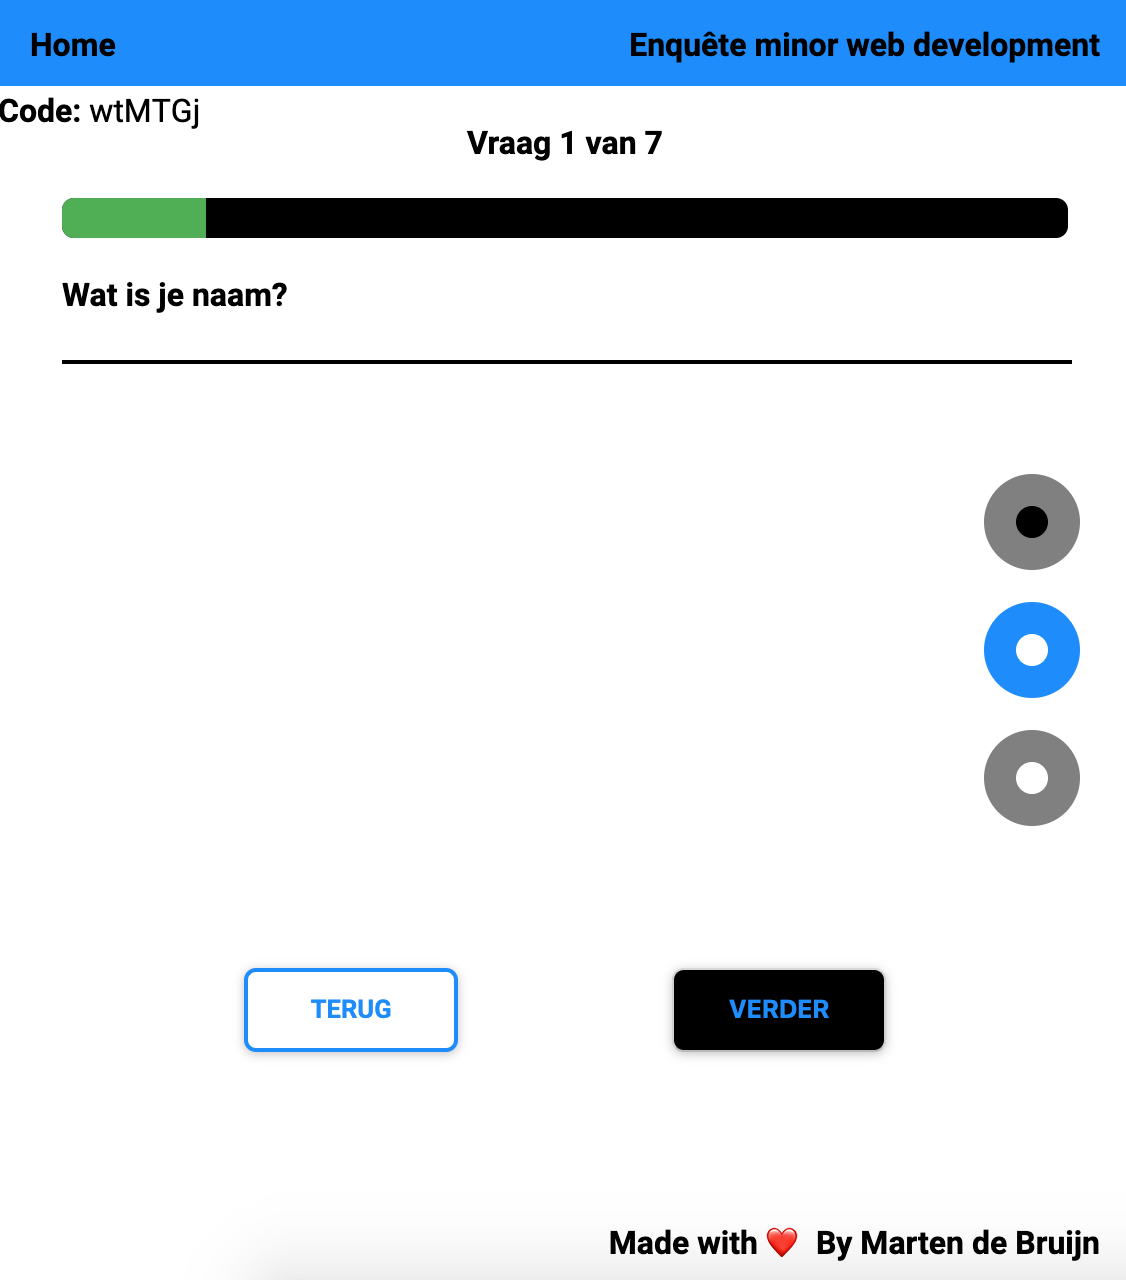 Home Enquête minor web development
Code: wtMTGj
Vraag 1 van 7
Wat is je naam?
TERUG VERDER
Made with ❤️ By Marten de Bruijn